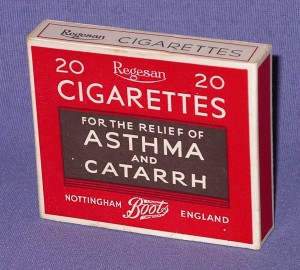 Regesan CIGARETTES
20 Regesan 20
CIGARETTES
FOR THE RELIEF OF
ASTHMA
AND
CATARRH
NOTTINGHAM Boots ENGLAND